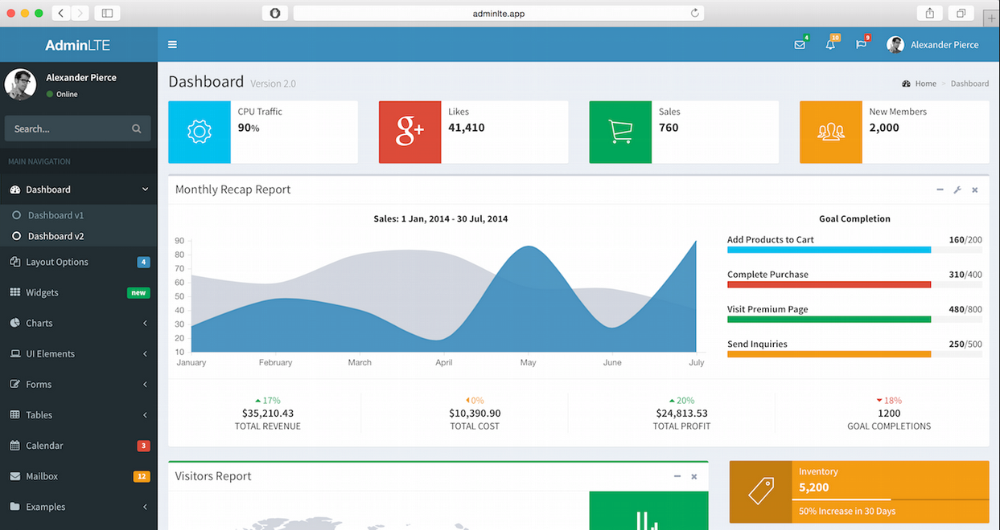 adminlte.app
AdminLTE
4
10
9
Alexander Pierce
Alexander Pierce
Online
Search...
MAIN NAVIGATION
Dashboard
Dashboard v1
Dashboard v2
Layout Options 4
Widgets new
Charts
UI Elements
Forms
Tables
Calendar 3
Mailbox 12
Examples
Dashboard Version 2.0
Home > Dashboard
CPU Traffic
90%
g+
Likes
41,410
Sales
760
New Members
2,000
Monthly Recap Report
Sales: 1 Jan, 2014 - 30 Jul, 2014
90
80
70
60
50
40
30
20
10
January February March April May June July
Goal Completion
Add Products to Cart 160/200
Complete Purchase 310/400
Visit Premium Page 480/800
Send Inquiries 250/500
17%
$35,210.43
TOTAL REVENUE
0%
$10,390.90
TOTAL COST
20%
$24,813.53
TOTAL PROFIT
18%
1200
GOAL COMPLETIONS
Visitors Report
Inventory
5,200
50% Increase in 30 Days